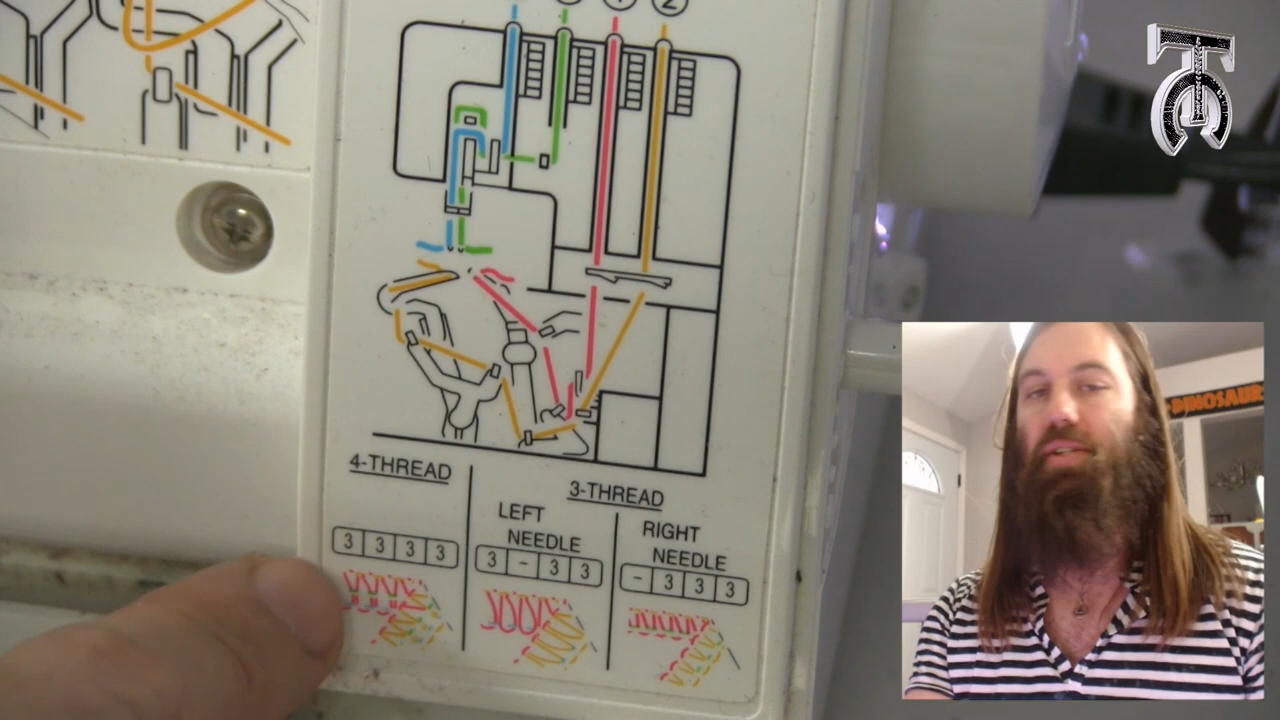 2
4-THREAD
3 3 3 3
3-THREAD
LEFT
NEEDLE
3 - 3 3
RIGHT
NEEDLE
- 3 3 3
DINOSAUR